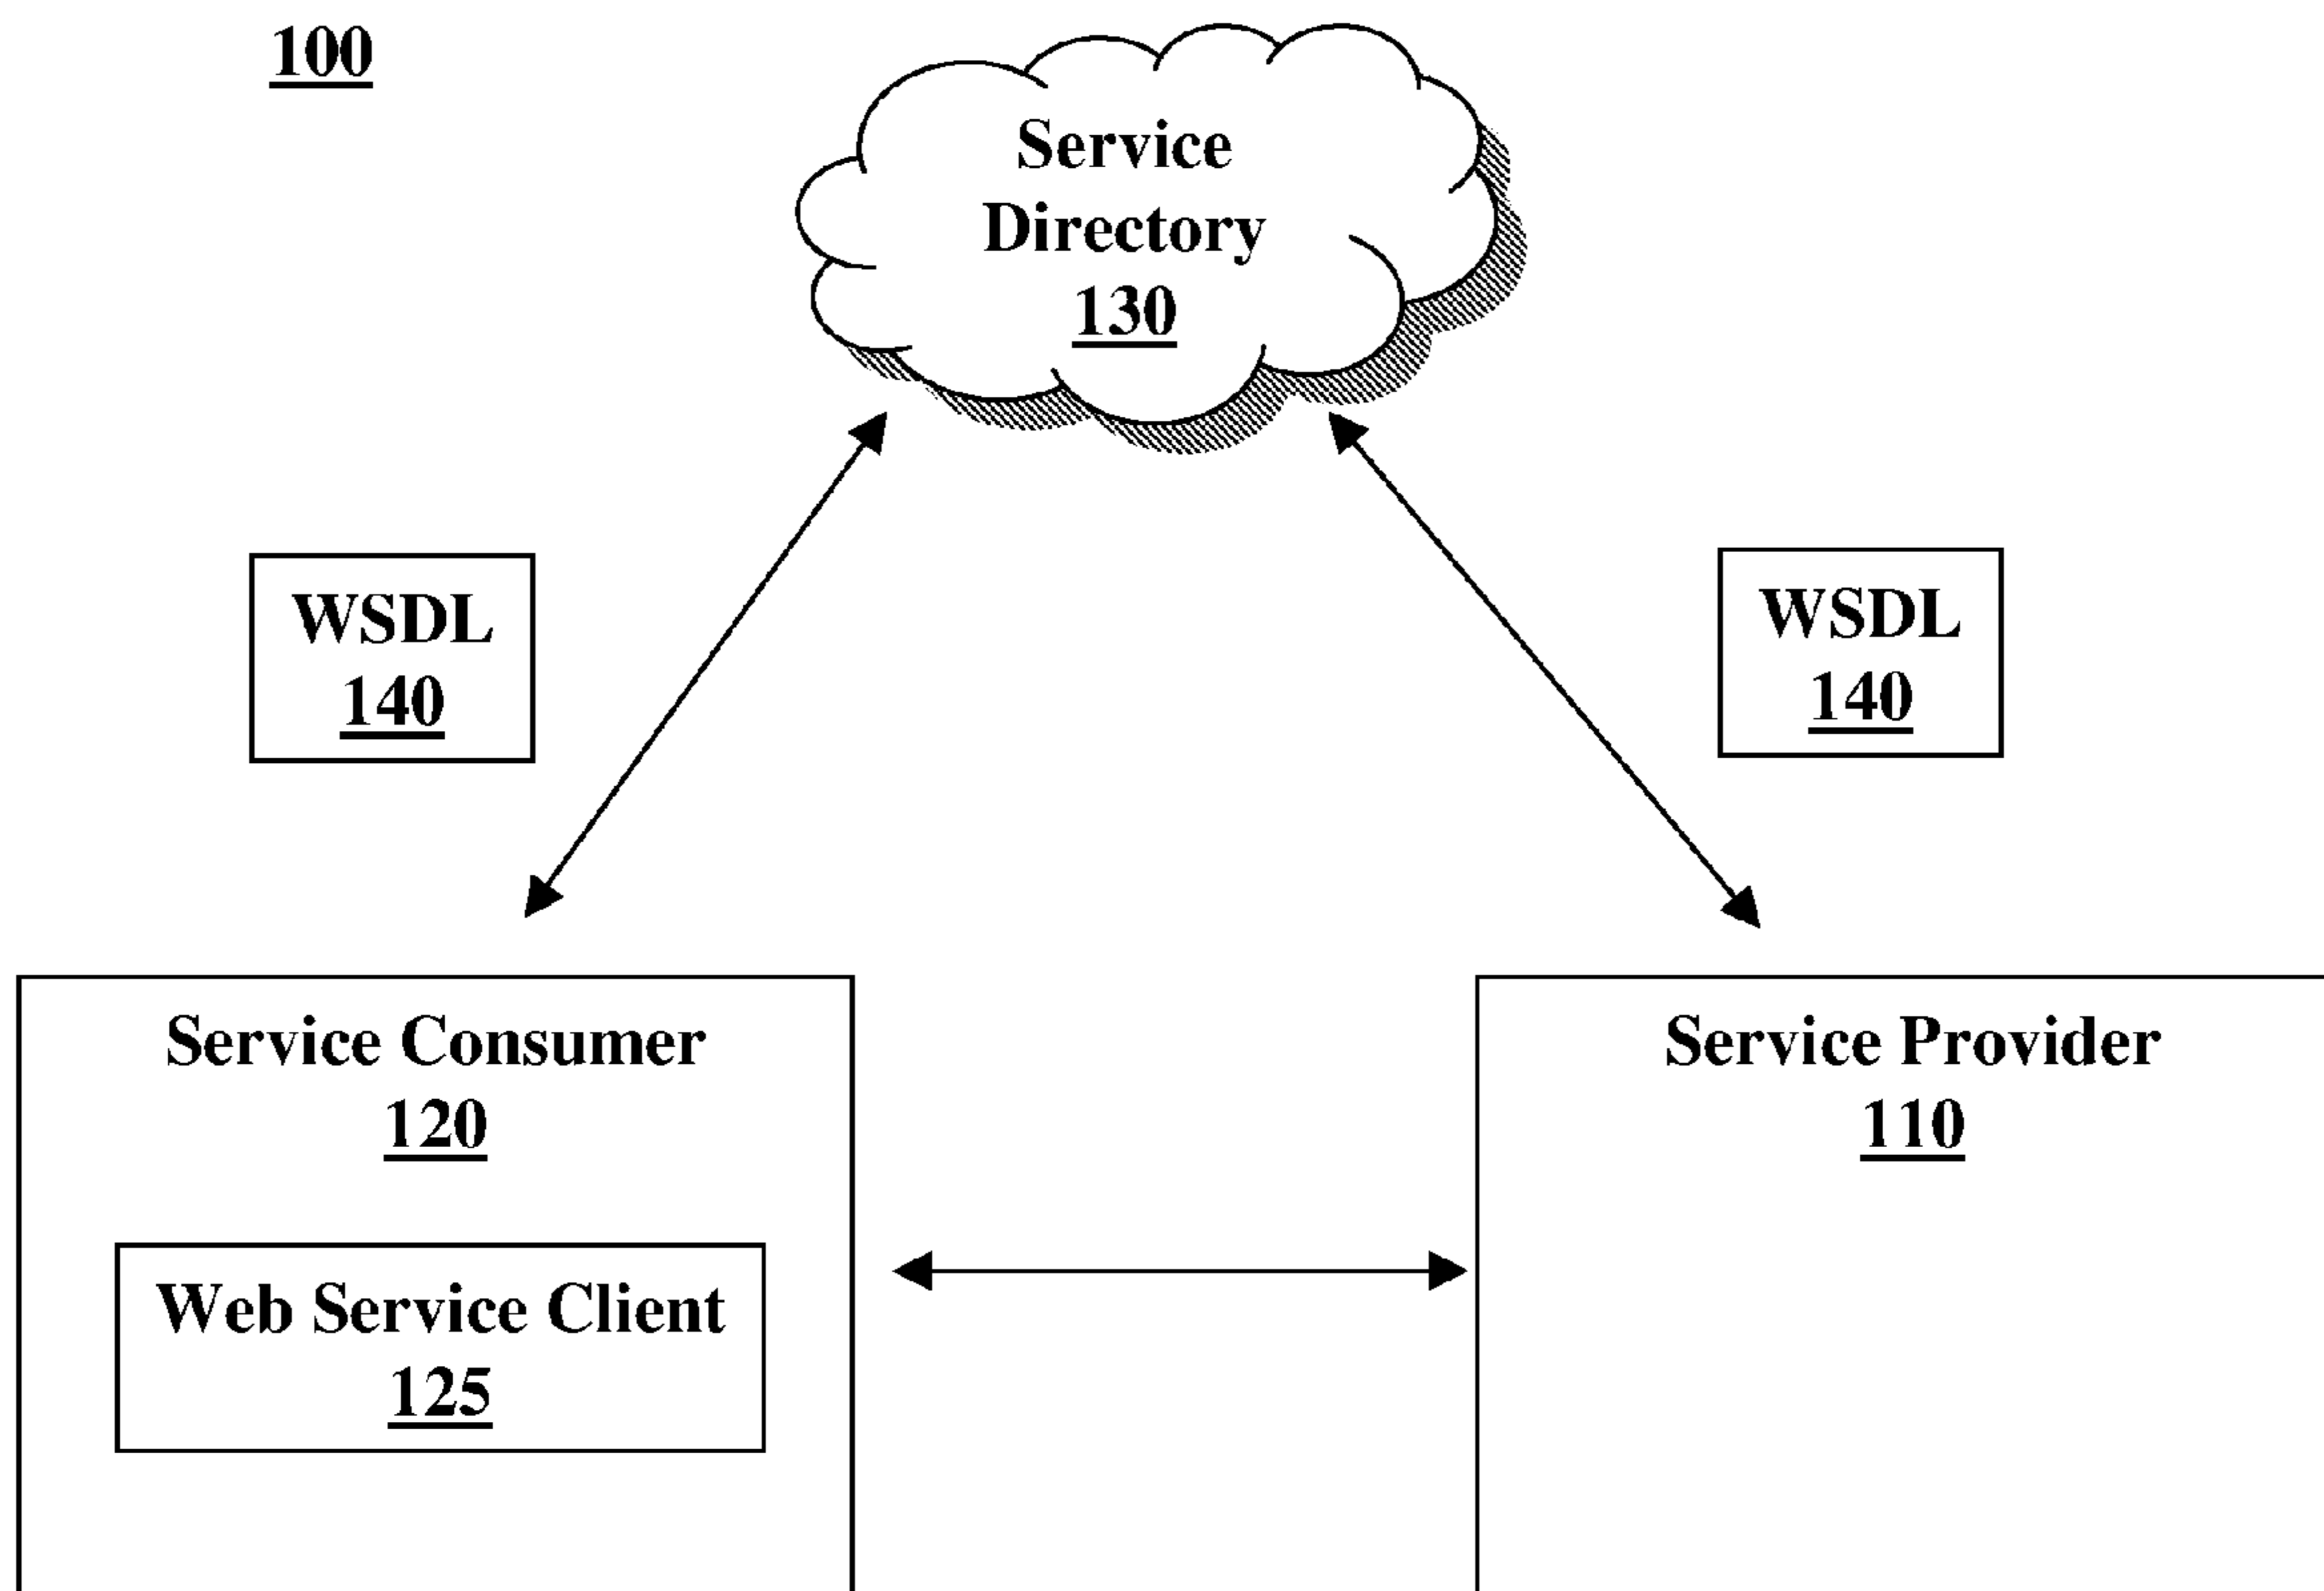 100
Service
Directory
130
WSDL
140
WSDL
140
Service Consumer
120
Service Provider
110
Web Service Client
125